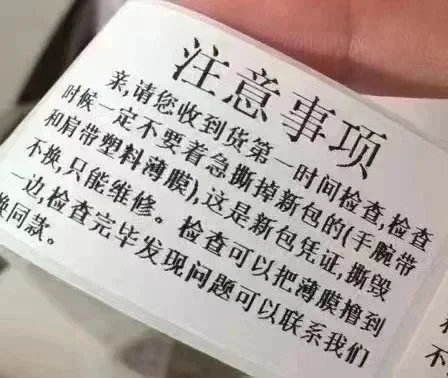 注意事项
亲,请您收到货第一时间检查,检查
时候一定不要着急撕掉新包的(手腕带
和肩带塑料薄膜),这是新包凭证,撕毁
不换,只能维修。检查可以把薄膜撸到
一边,检查完毕发现问题可以联系我们
换同款。
不